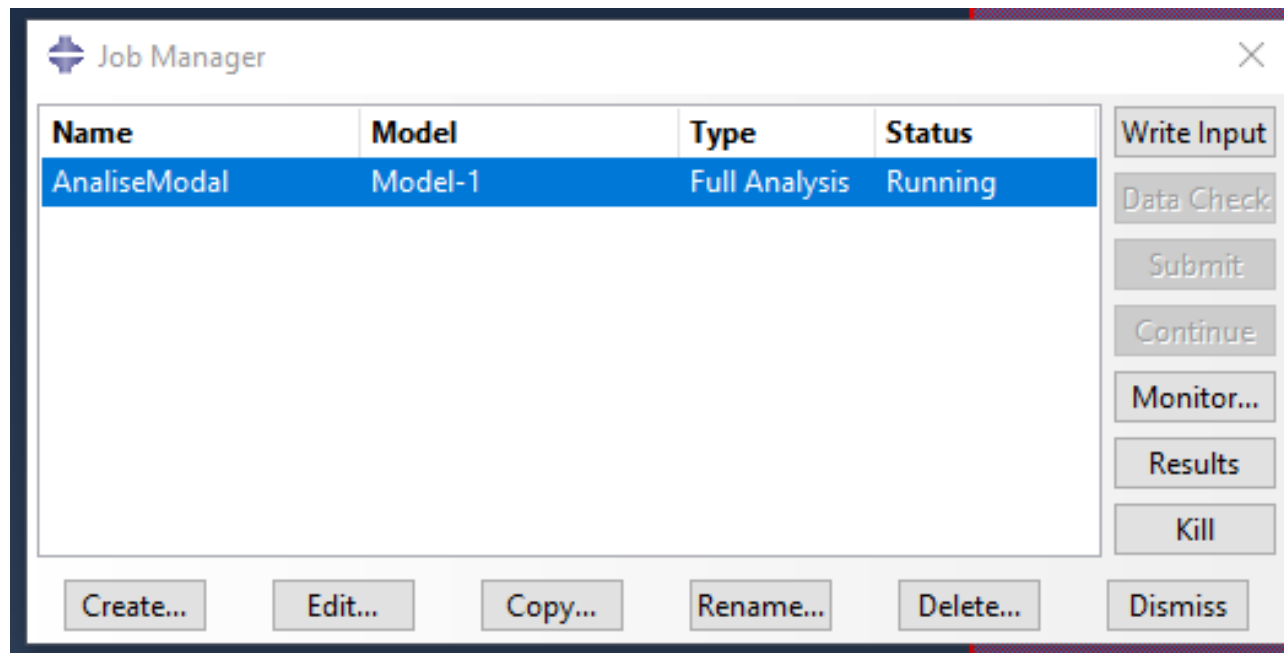 Job Manager
Name Model Type Status
AnaliseModal Model-1 Full Analysis Running
Write Input
Data Check
Submit
Continue
Monitor...
Results
Kill
Create... Edit... Copy... Rename... Delete... Dismiss